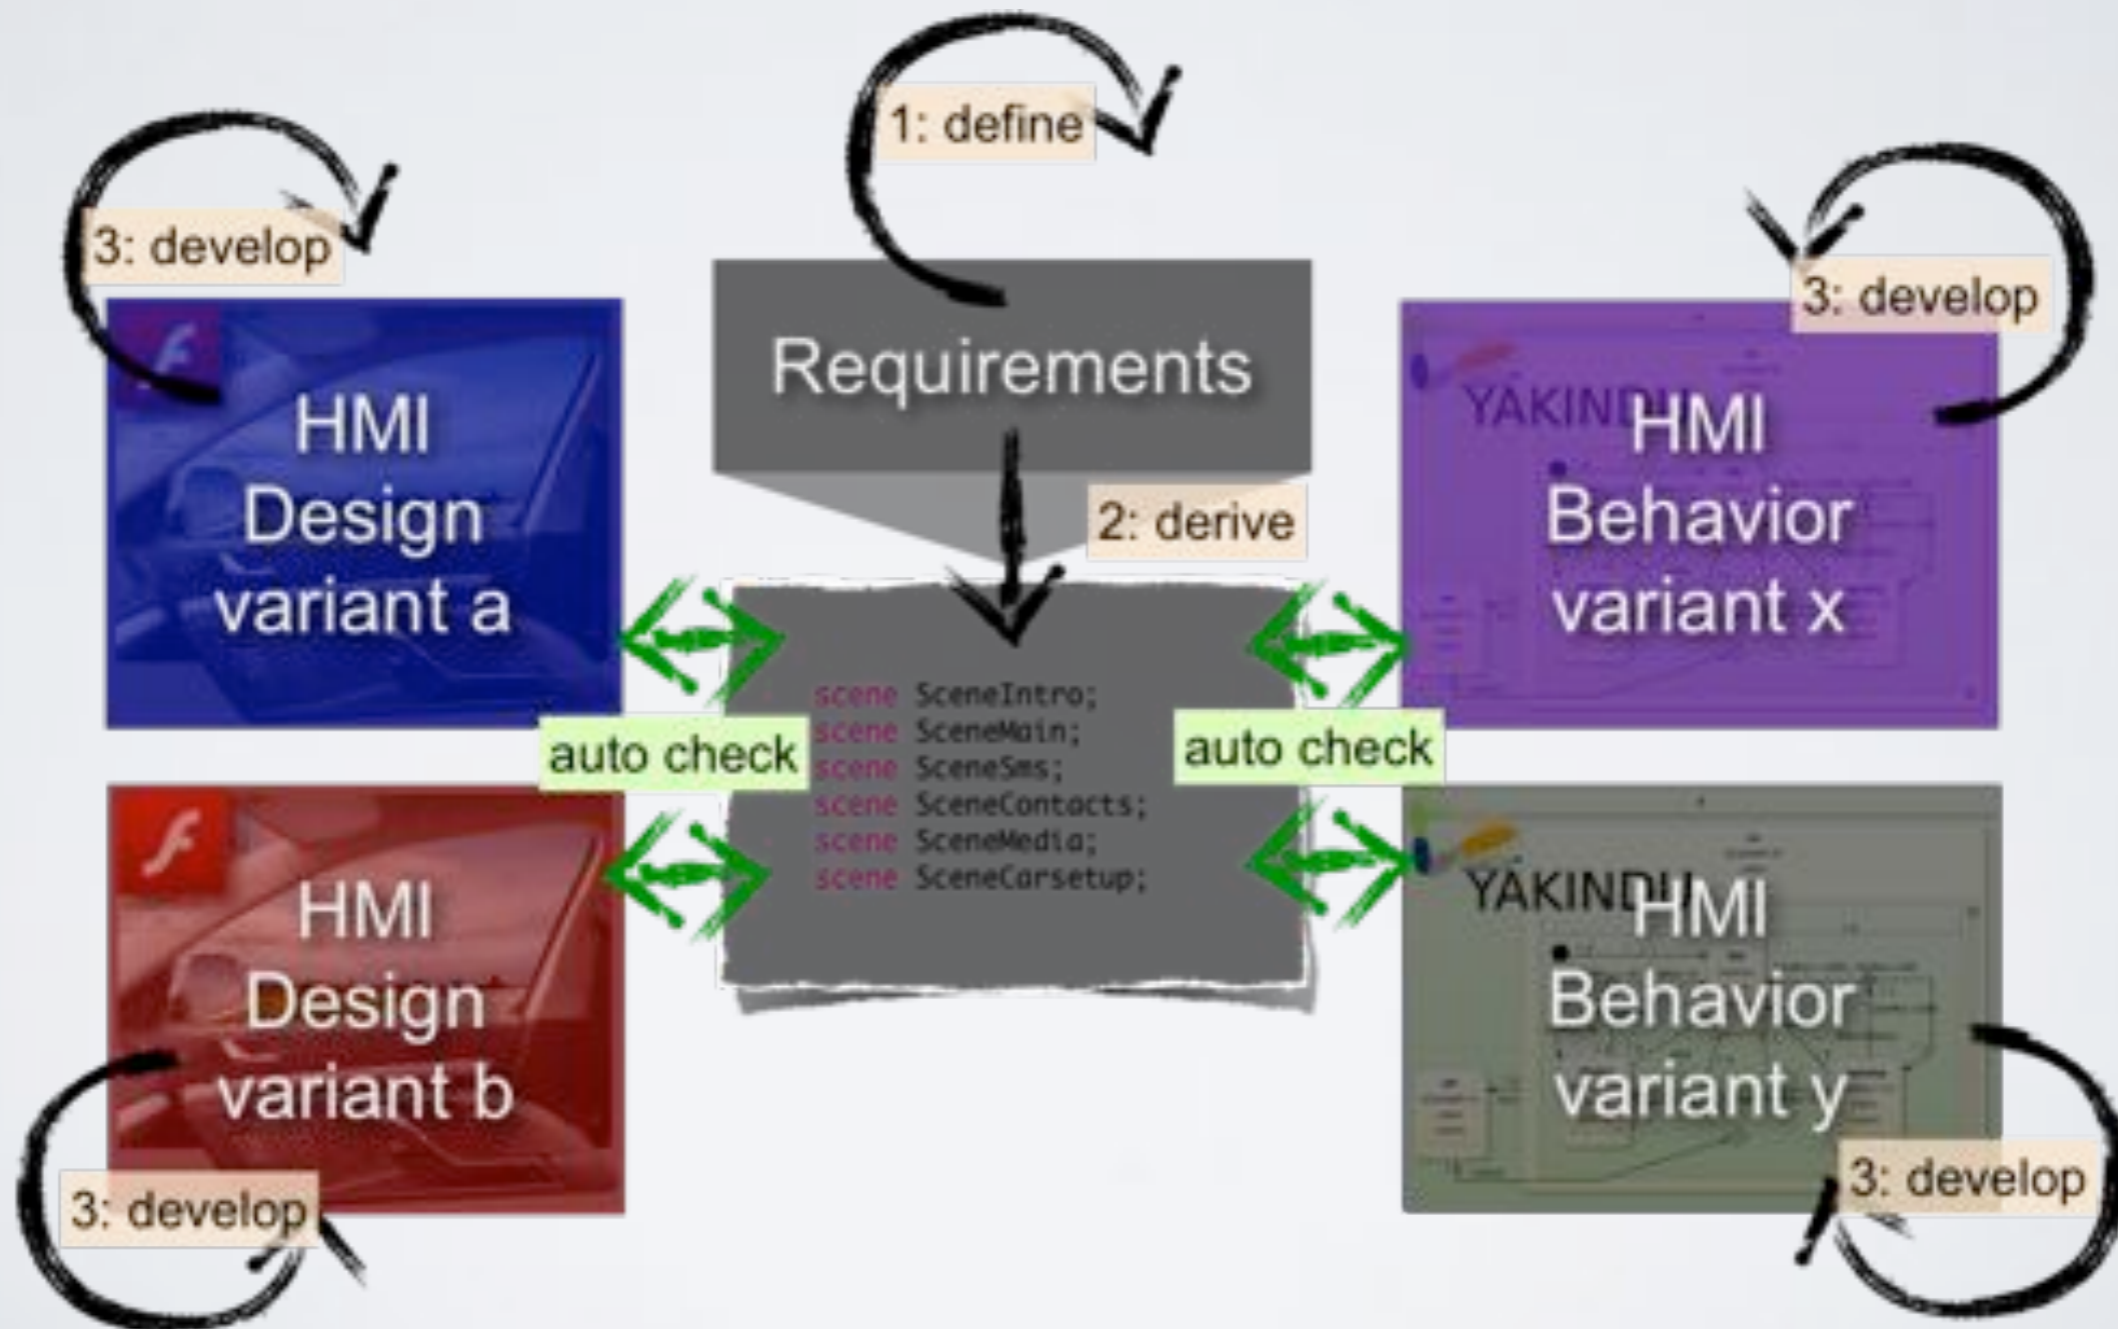 1: define
3: develop
3: develop
Requirements
HMI
Design
variant a
YAKINDU
HMI
Behavior
variant x
2: derive
scene SceneIntro;
scene SceneMain;
scene SceneSms;
scene SceneContacts;
scene SceneMedia;
scene SceneCarsetup;
auto check
auto check
HMI
Design
variant b
3: develop
YAKINDU
HMI
Behavior
variant y
3: develop